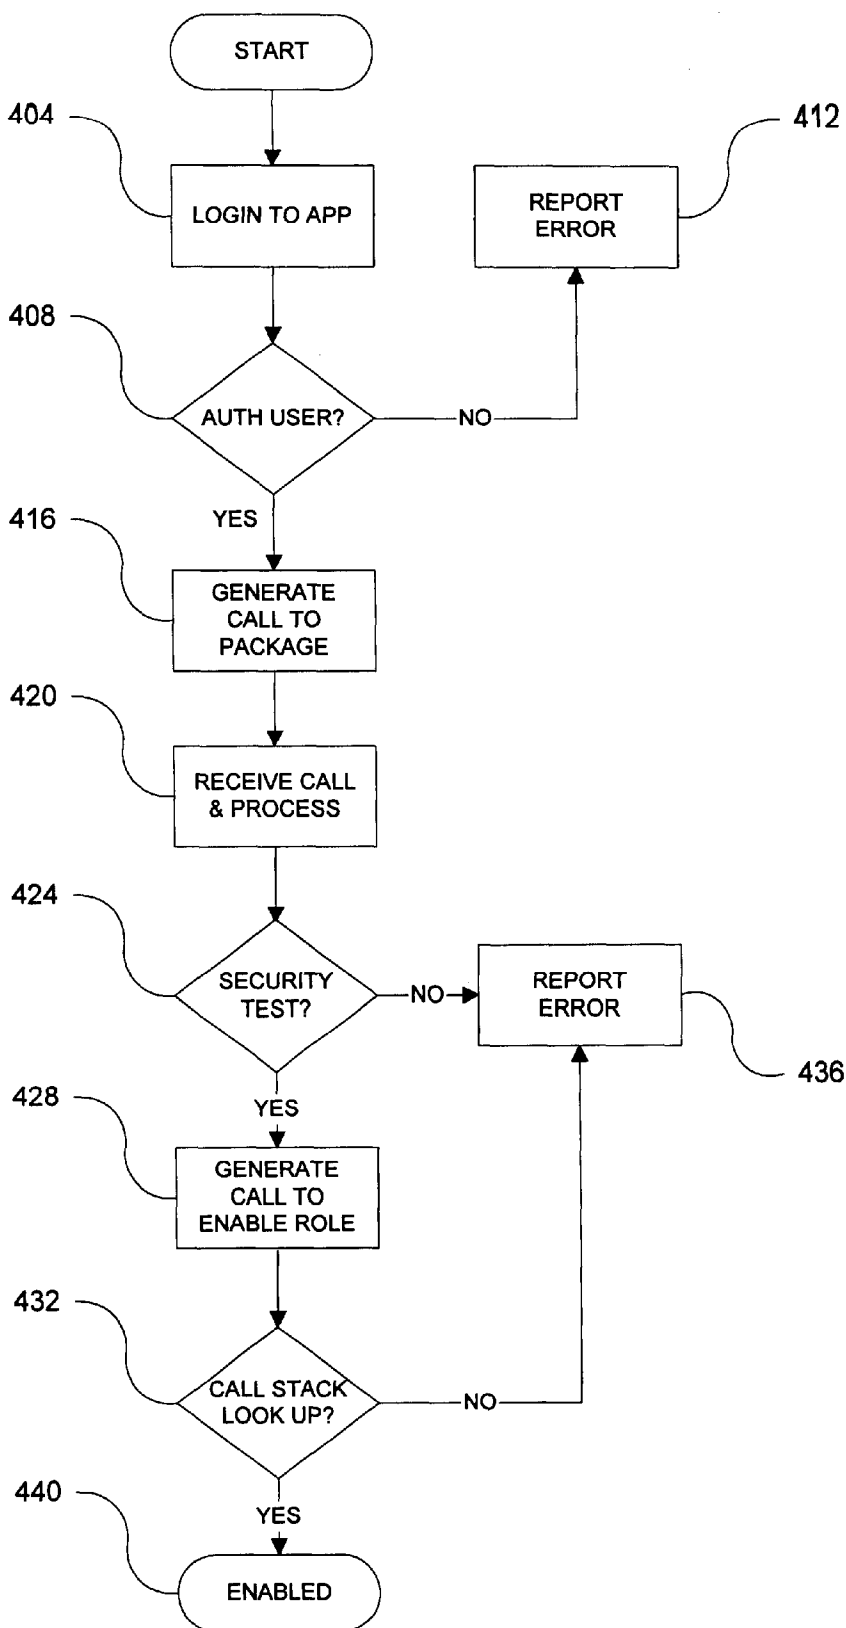 START
404
412
LOGIN TO APP
REPORT
ERROR
408
AUTH USER?
NO
YES
416
GENERATE
CALL TO
PACKAGE
420
RECEIVE CALL
& PROCESS
424
SECURITY
TEST?
NO
REPORT
ERROR
436
YES
428
GENERATE
CALL TO
ENABLE ROLE
432
CALL STACK
LOOK UP?
NO
440
YES
ENABLED